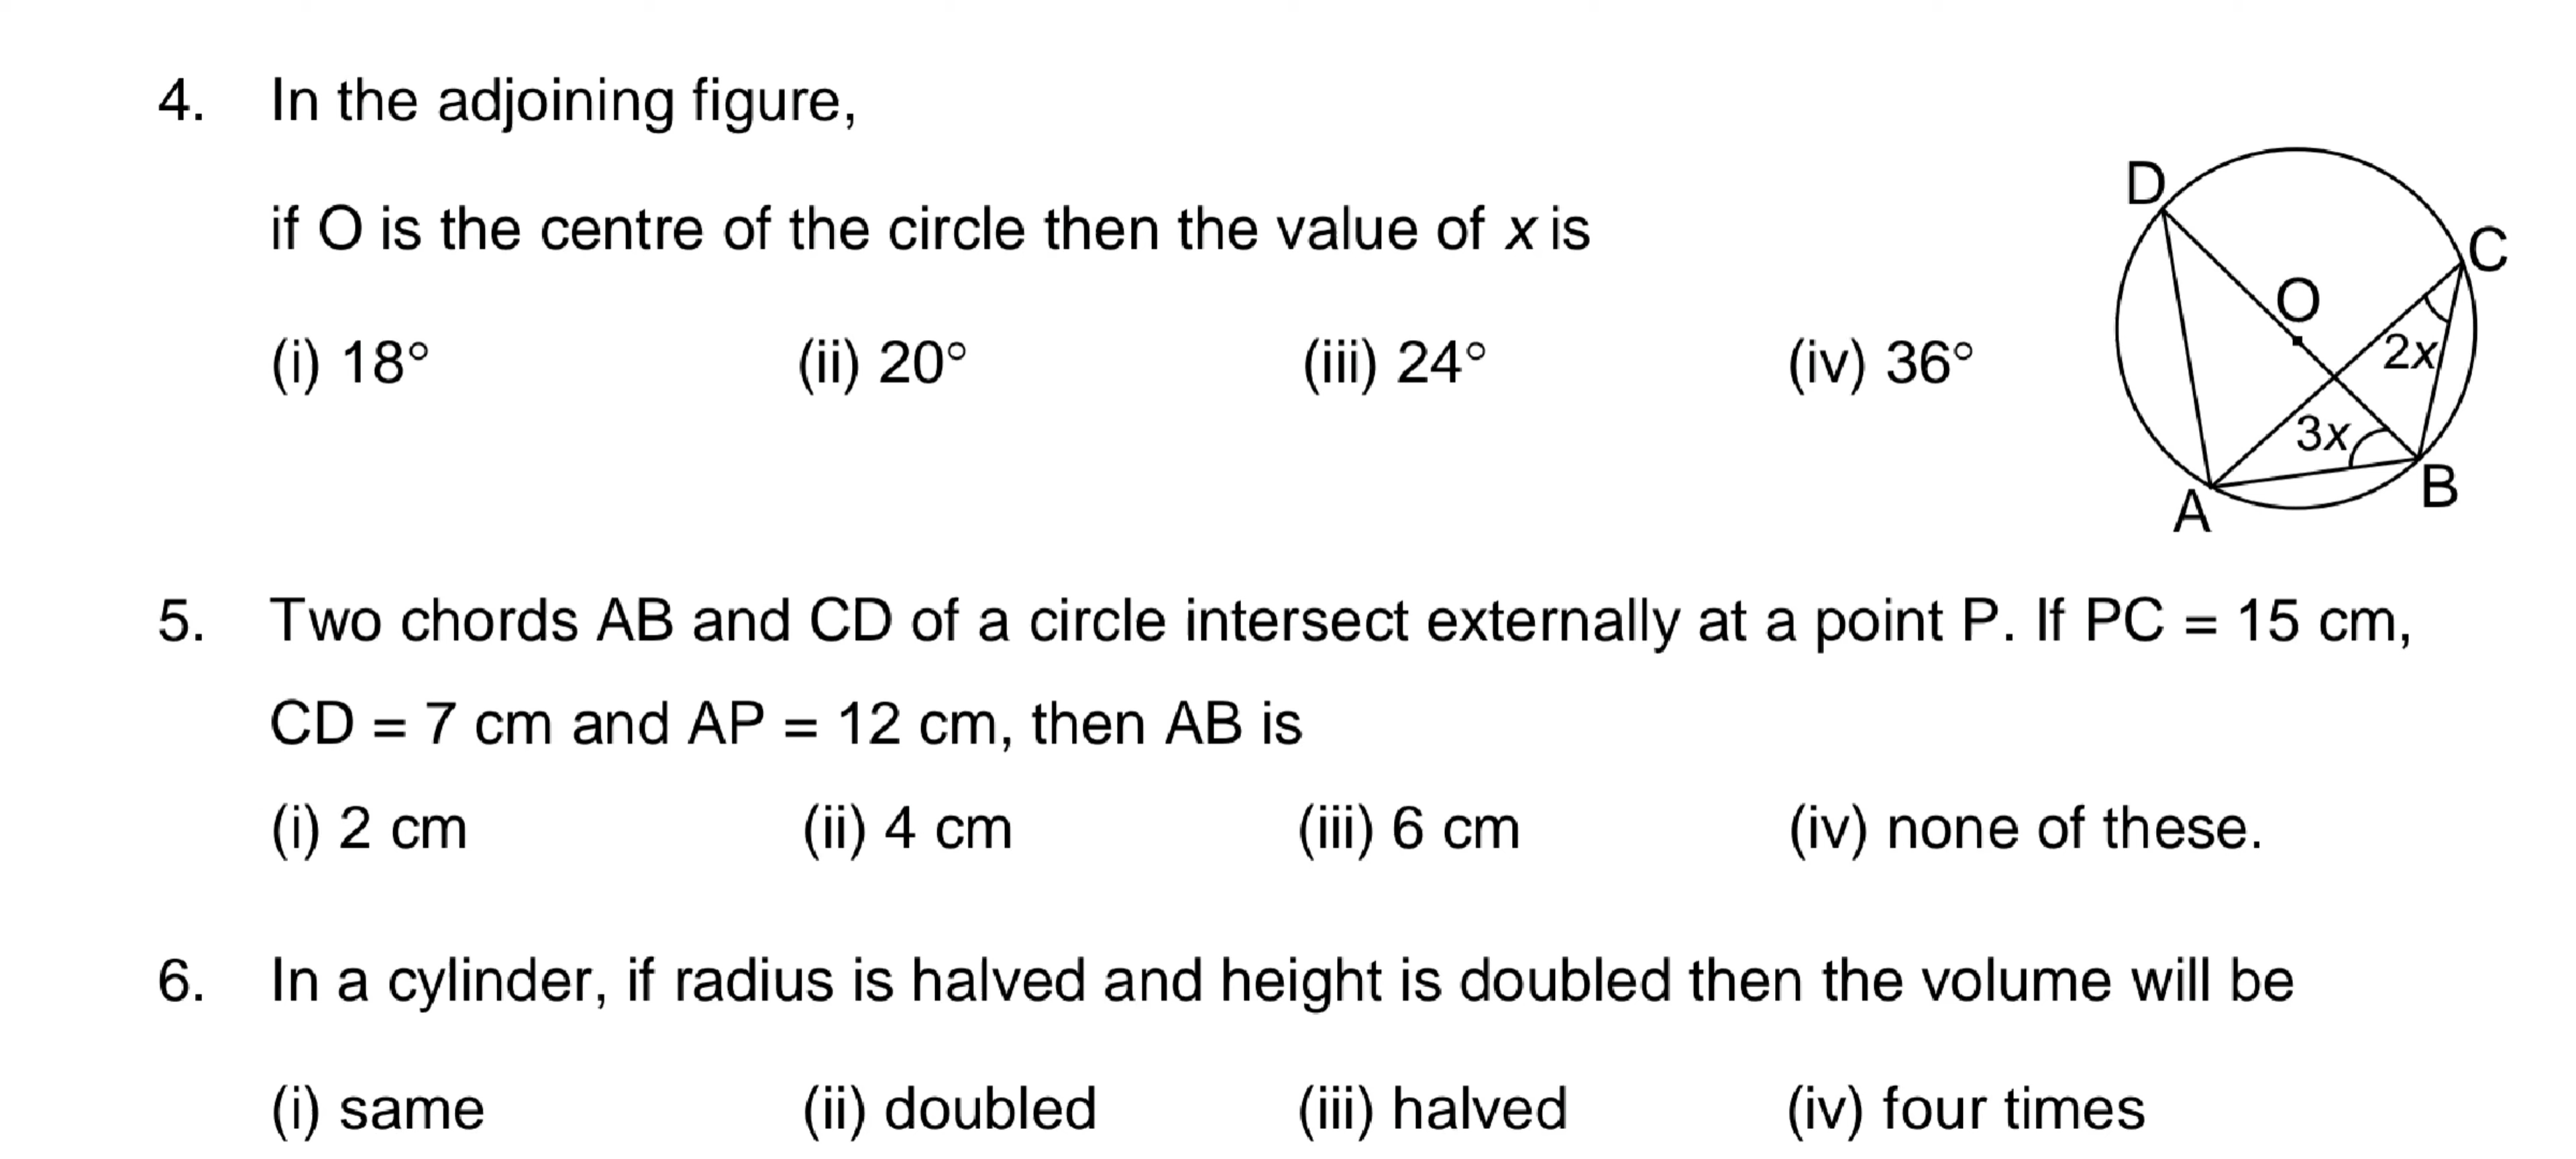 4. In the adjoining figure,
if O is the centre of the circle then the value of x is
(i) 18° (ii) 20° (iii) 24° (iv) 36°
D
C
O
2x
3x
B
A
5. Two chords AB and CD of a circle intersect externally at a point P. If PC = 15 cm,
CD = 7 cm and AP = 12 cm, then AB is
(i) 2 cm (ii) 4 cm (iii) 6 cm (iv) none of these.
6. In a cylinder, if radius is halved and height is doubled then the volume will be
(i) same (ii) doubled (iii) halved (iv) four times